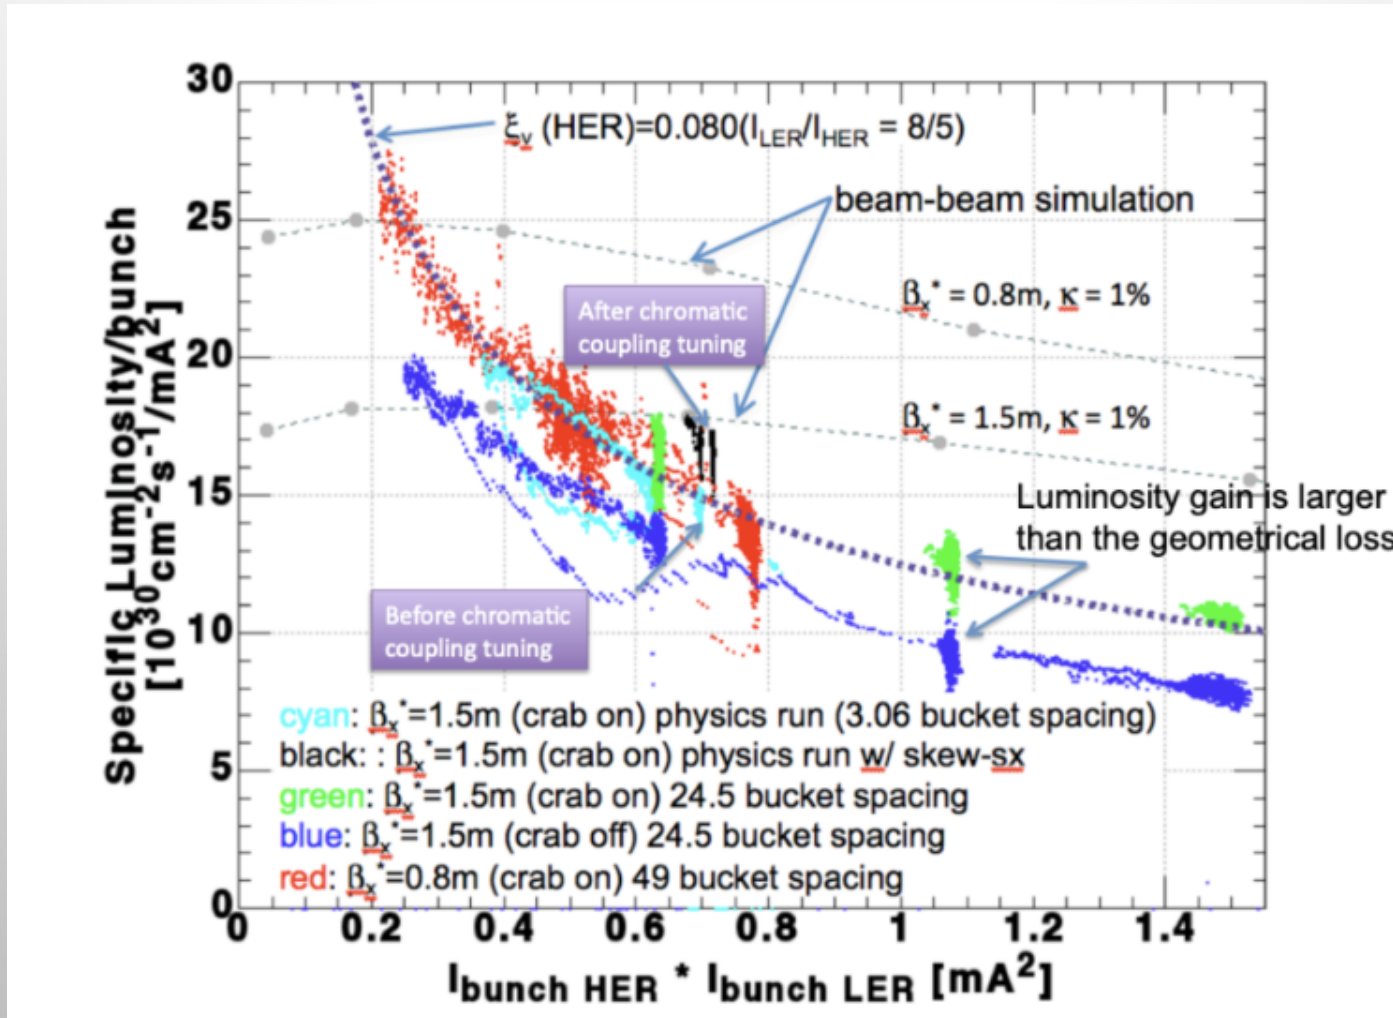 30
25
20
15
10
5
0
Specific Luminosity/bunch
[10³⁰cm⁻²s⁻¹/mA²]
ξy (HER)=0.080(I_LER/I_HER = 8/5)
beam-beam simulation
After chromatic
coupling tuning
βx* = 0.8m, κ = 1%
βx* = 1.5m, κ = 1%
Luminosity gain is larger
than the geometrical loss
Before chromatic
coupling tuning
cyan: βx*=1.5m (crab on) physics run (3.06 bucket spacing)
black: : βx*=1.5m (crab on) physics run w/ skew-sx
green: βx*=1.5m (crab on) 24.5 bucket spacing
blue: βx*=1.5m (crab off) 24.5 bucket spacing
red: βx*=0.8m (crab on) 49 bucket spacing
0 0.2 0.4 0.6 0.8 1 1.2 1.4
I_bunch HER * I_bunch LER [mA²]